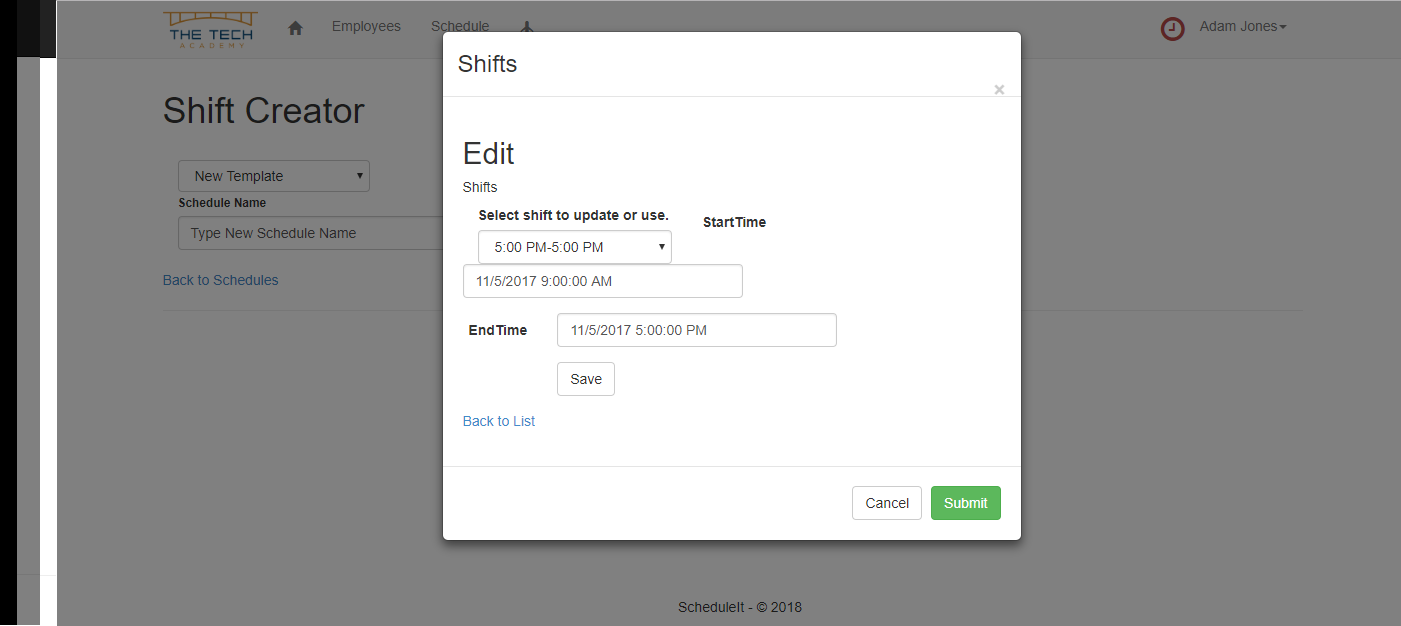 THE TECH
ACADEMY
Employees
Schedule
Adam Jones
Shift Creator
New Template
Schedule Name
Type New Schedule Name
Back to Schedules
Shifts
×
Edit
Shifts
Select shift to update or use.
StartTime
5:00 PM-5:00 PM
11/5/2017 9:00:00 AM
EndTime
11/5/2017 5:00:00 PM
Save
Back to List
Cancel
Submit
ScheduleIt - © 2018